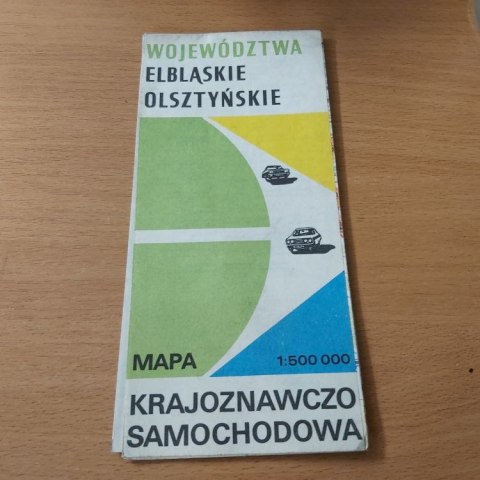 WOJEWÓDZTWA
ELBLĄSKIE
OLSZTYŃSKIE
MAPA 1:500 000
KRAJOZNAWCZO
SAMOCHODOWA